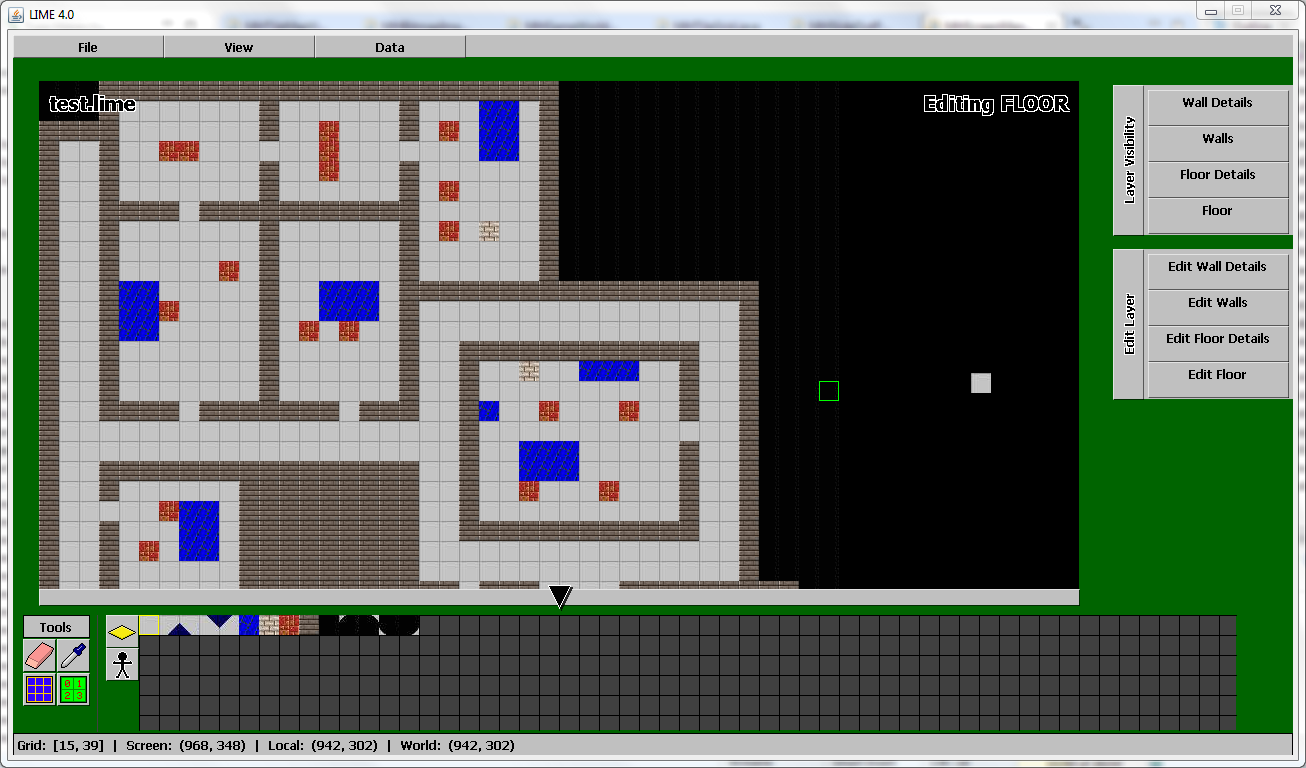 LIME 4.0
File View Data
test.lime
Editing FLOOR
Layer Visibility
Wall Details
Walls
Floor Details
Floor
Edit Layer
Edit Wall Details
Edit Walls
Edit Floor Details
Edit Floor
Tools
0 1
2 3
Grid: [15, 39] | Screen: (968, 348) | Local: (942, 302) | World: (942, 302)